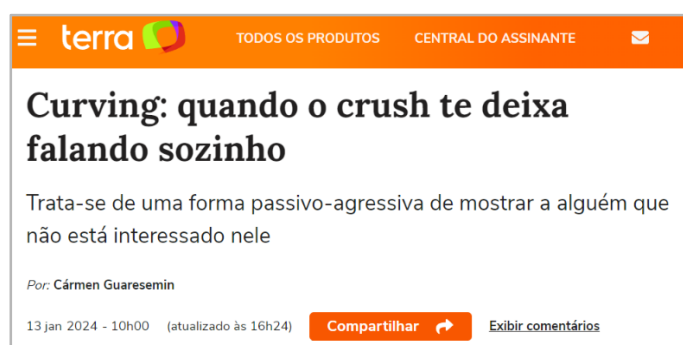 terra
TODOS OS PRODUTOS
CENTRAL DO ASSINANTE
Curving: quando o crush te deixa
falando sozinho
Trata-se de uma forma passivo-agressiva de mostrar a alguém que
não está interessado nele
Por: Cármen Guaresemin
13 jan 2024 - 10h00 (atualizado às 16h24) Compartilhar Exibir comentários